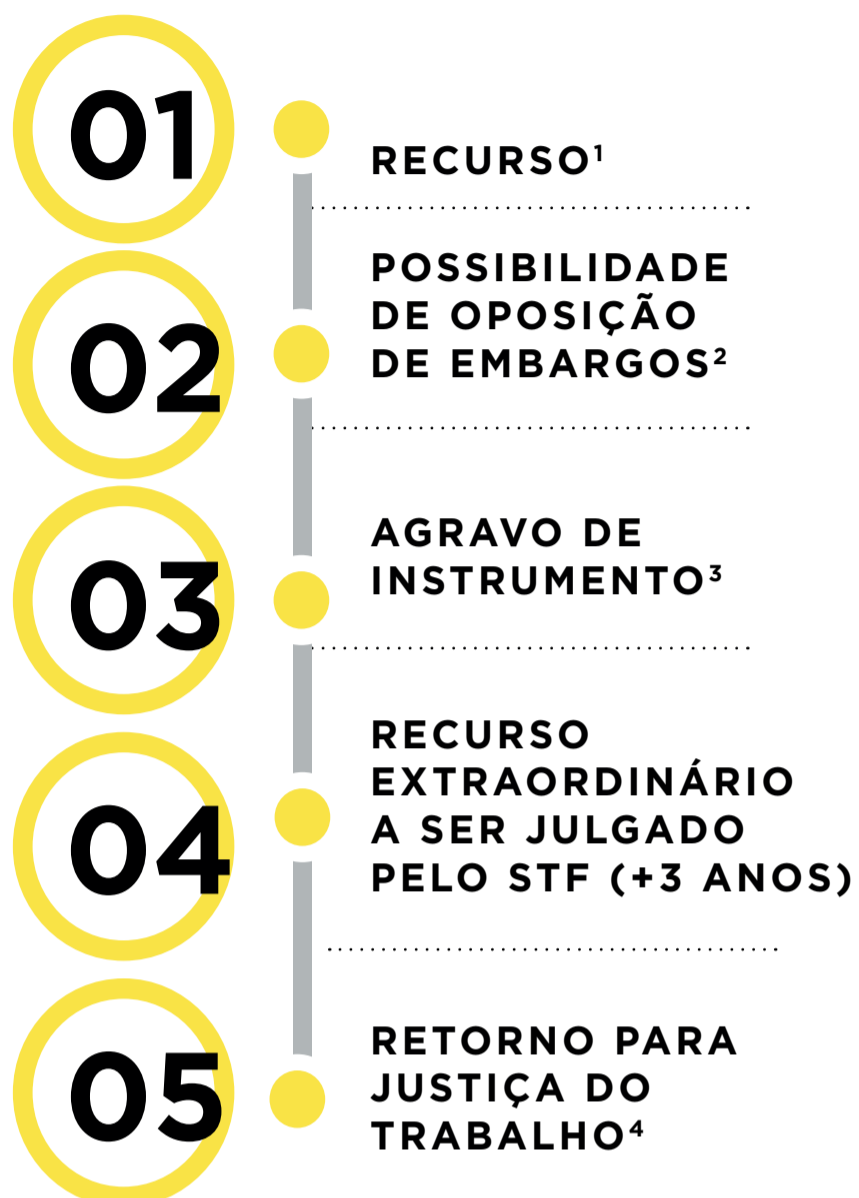 01
RECURSO¹
02
POSSIBILIDADE
DE OPOSIÇÃO
DE EMBARGOS²
03
AGRAVO DE
INSTRUMENTO³
04
RECURSO
EXTRAORDINÁRIO
A SER JULGADO
PELO STF (+3 ANOS)
05
RETORNO PARA
JUSTIÇA DO
TRABALHO⁴